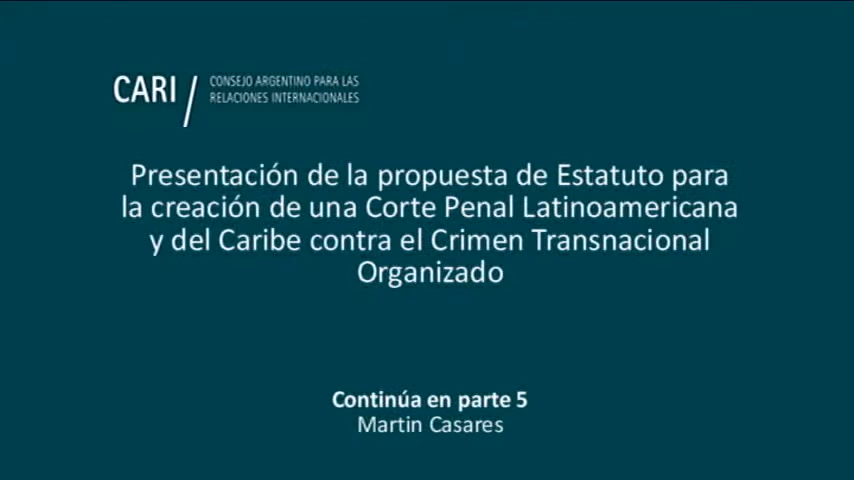 CARI
CONSEJO ARGENTINO PARA LAS
RELACIONES INTERNACIONALES
Presentación de la propuesta de Estatuto para
la creación de una Corte Penal Latinoamericana
y del Caribe contra el Crimen Transnacional
Organizado
Continúa en parte 5
Martin Casares